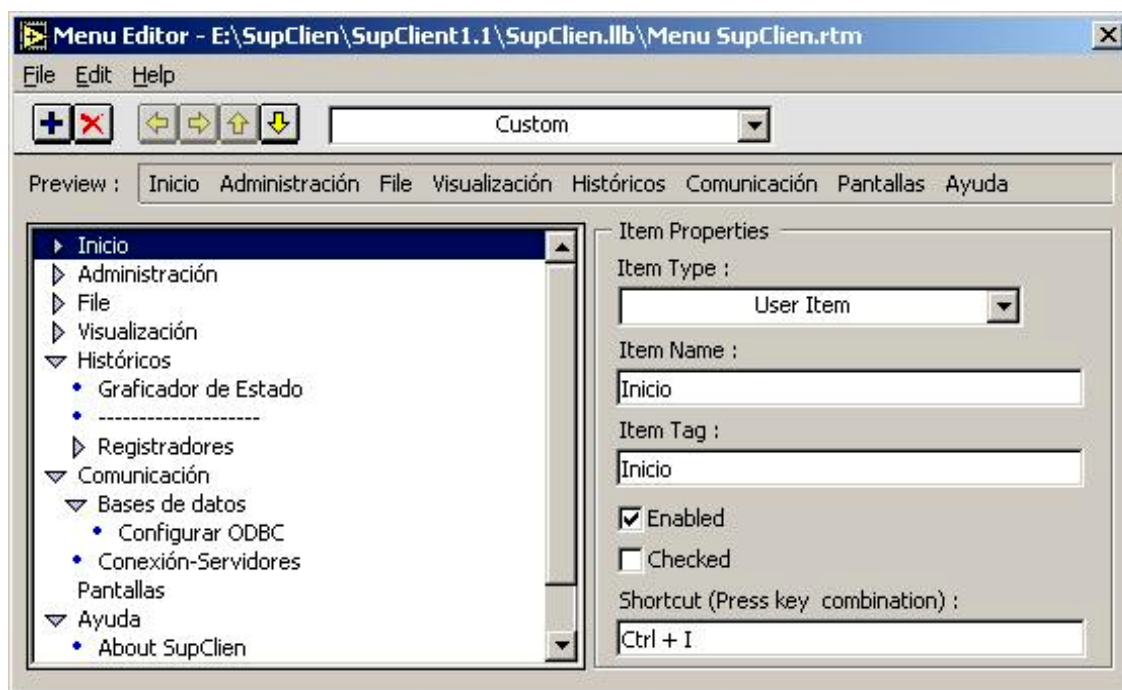 Menu Editor - E:\SupClien\SupClient1.1\SupClien.llb\Menu SupClien.rtm
File Edit Help
Custom
Preview : Inicio Administración File Visualización Históricos Comunicación Pantallas Ayuda
Inicio
Administración
File
Visualización
Históricos
Graficador de Estado
--------------------
Registradores
Comunicación
Bases de datos
Configurar ODBC
Conexión-Servidores
Pantallas
Ayuda
About SupClien
Item Properties
Item Type :
User Item
Item Name :
Inicio
Item Tag :
Inicio
Enabled
Checked
Shortcut (Press key combination) :
Ctrl + I